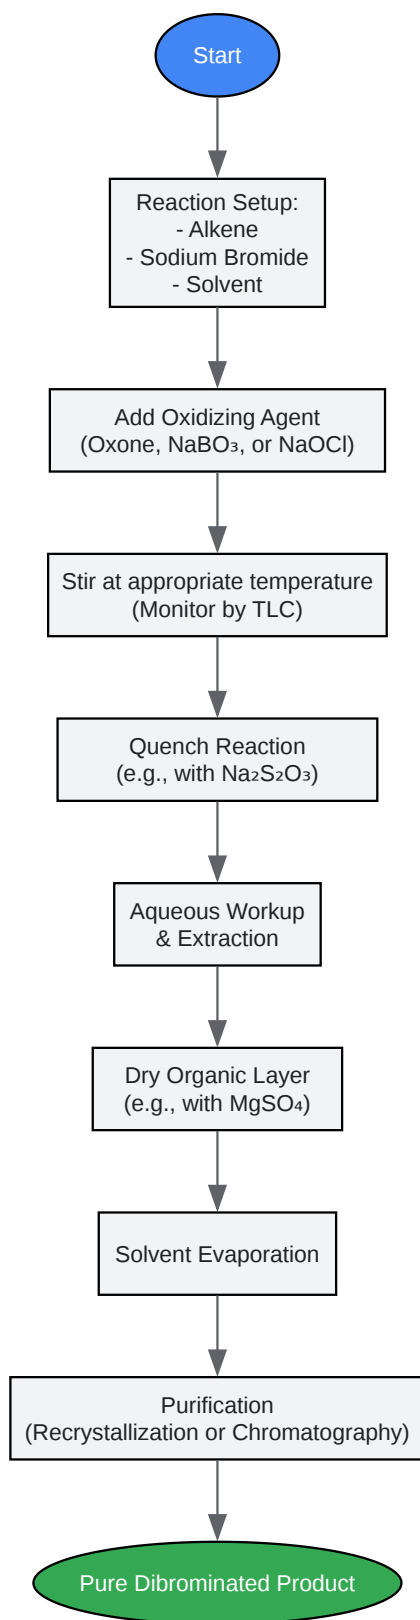 Start
Reaction Setup:
- Alkene
- Sodium Bromide
- Solvent
Add Oxidizing Agent
(Oxone, NaBO₃, or NaOCl)
Stir at appropriate temperature
(Monitor by TLC)
Quench Reaction
(e.g., with Na₂S₂O₃)
Aqueous Workup
& Extraction
Dry Organic Layer
(e.g., with MgSO₄)
Solvent Evaporation
Purification
(Recrystallization or Chromatography)
Pure Dibrominated Product